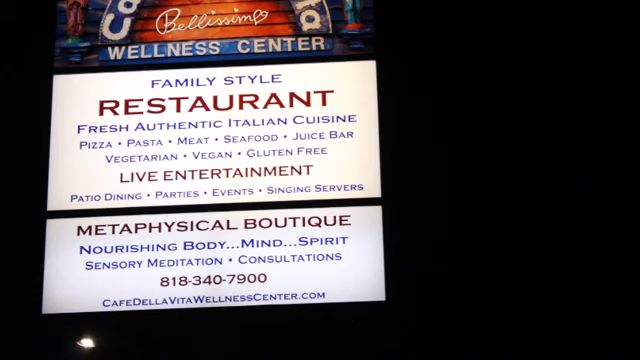 Bellissimo
WELLNESS CENTER
FAMILY STYLE
RESTAURANT
FRESH AUTHENTIC ITALIAN CUISINE
PIZZA • PASTA • MEAT • SEAFOOD • JUICE BAR
VEGETARIAN • VEGAN • GLUTEN FREE
LIVE ENTERTAINMENT
PATIO DINING • PARTIES • EVENTS • SINGING SERVERS
METAPHYSICAL BOUTIQUE
NOURISHING BODY...MIND...SPIRIT
SENSORY MEDITATION • CONSULTATIONS
818-340-7900
CAFEDELLAVITAWELLNESSCENTER.COM